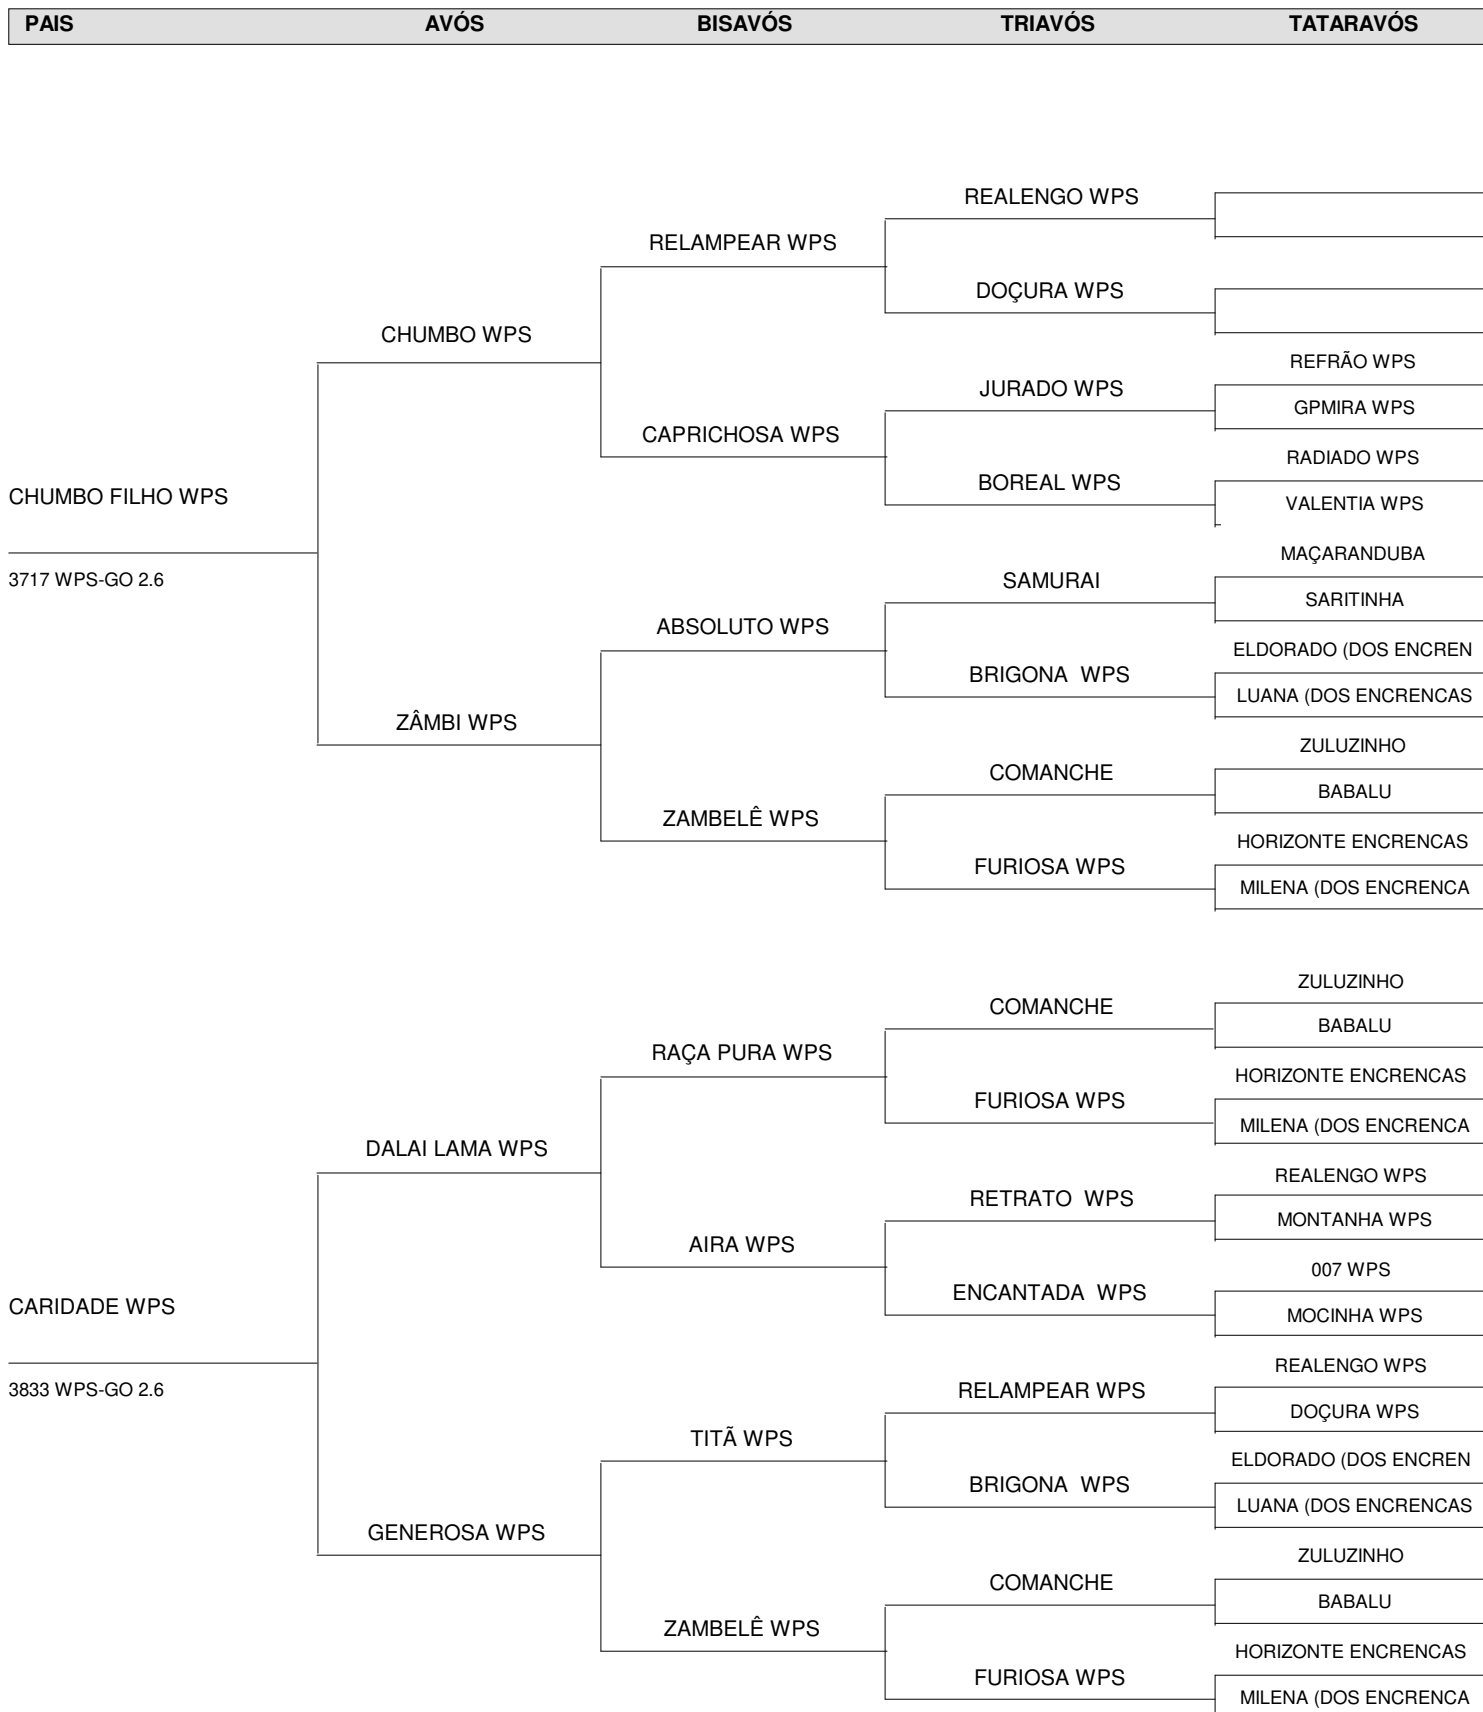 PAIS AVÓS BISAVÓS TRIAVÓS TATARAVÓS
REALENGO WPS
RELAMPEAR WPS
DOÇURA WPS
CHUMBO WPS
REFRÃO WPS
JURADO WPS
GPMIRA WPS
CAPRICHOSA WPS
RADIADO WPS
BOREAL WPS
CHUMBO FILHO WPS
VALENTIA WPS
MAÇARANDUBA
3717 WPS-GO 2.6
SAMURAI
SARITINHA
ABSOLUTO WPS
ELDORADO (DOS ENCREN
BRIGONA WPS
LUANA (DOS ENCRENCAS
ZÂMBI WPS
ZULUZINHO
COMANCHE
BABALU
ZAMBELÊ WPS
HORIZONTE ENCRENCAS
FURIOSA WPS
MILENA (DOS ENCRENCA
ZULUZINHO
COMANCHE
BABALU
RAÇA PURA WPS
HORIZONTE ENCRENCAS
FURIOSA WPS
MILENA (DOS ENCRENCA
DALAI LAMA WPS
REALENGO WPS
RETRATO WPS
MONTANHA WPS
AIRA WPS
007 WPS
ENCANTADA WPS
CARIDADE WPS
MOCINHA WPS
REALENGO WPS
3833 WPS-GO 2.6
RELAMPEAR WPS
DOÇURA WPS
TITÃ WPS
ELDORADO (DOS ENCREN
BRIGONA WPS
LUANA (DOS ENCRENCAS
GENEROSA WPS
ZULUZINHO
COMANCHE
BABALU
ZAMBELÊ WPS
HORIZONTE ENCRENCAS
FURIOSA WPS
MILENA (DOS ENCRENCA